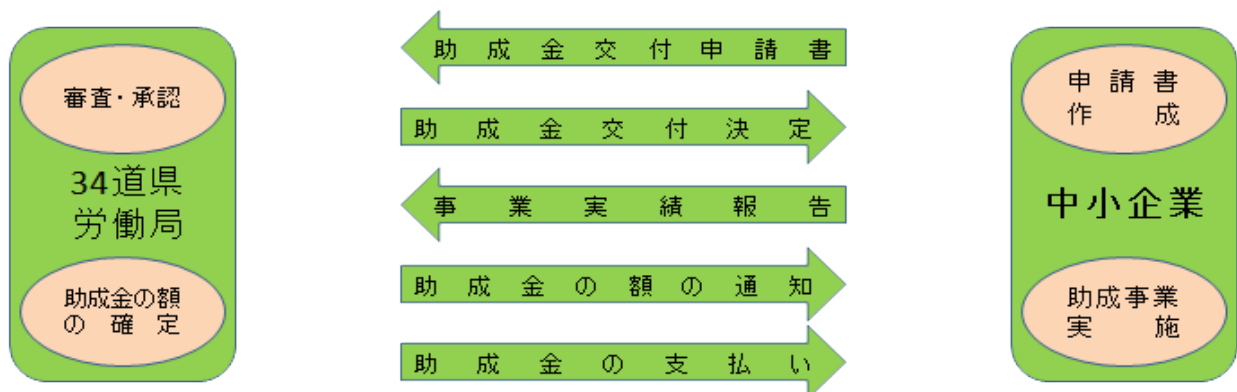 審査・承認
34道県
労働局
助成金の額
の確定
助成金交付申請書
助成金交付決定
事業実績報告
助成金の額の通知
助成金の支払い
申請書
作成
中小企業
助成事業
実施